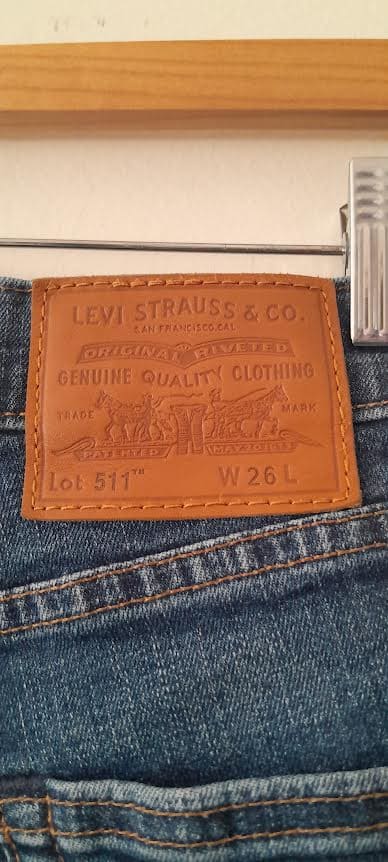 LEVI STRAUSS & CO.
SAN FRANCISCO, CAL.
ORIGINAL RIVETED
GENUINE QUALITY CLOTHING
TRADE MARK
PATENTED MAY 20 1873
Lot 511™ W 26 L